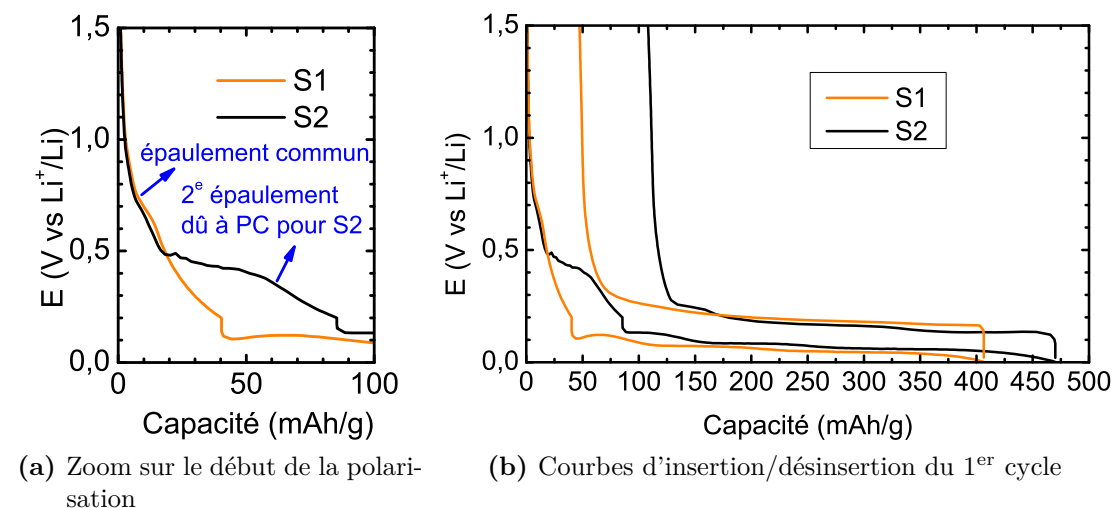 1,5
1,0
0,5
0,0
E (V vs Li⁺/Li)
S1
S2
épaulement commun
2ᵉ épaulement
dû à PC pour S2
0 50 100
Capacité (mAh/g)
(a) Zoom sur le début de la polari-
sation
1,5
1,0
0,5
0,0
E (V vs Li⁺/Li)
S1
S2
0 50 100 150 200 250 300 350 400 450 500
Capacité (mAh/g)
(b) Courbes d'insertion/désinsertion du 1ᵉʳ cycle